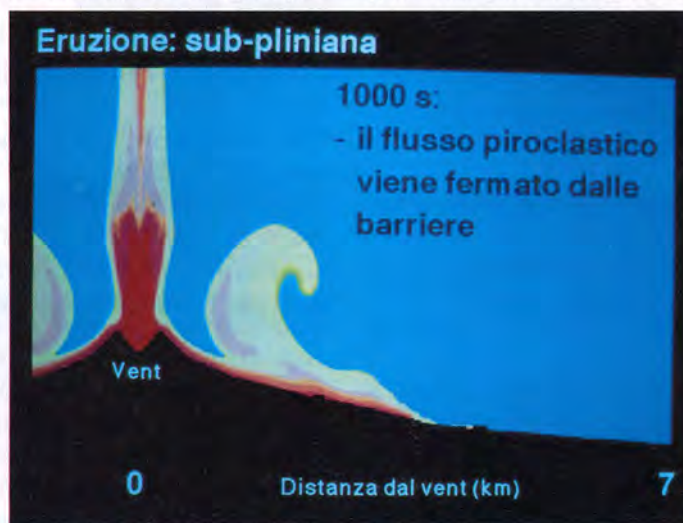 Eruzione: sub-pliniana
1000 s:
- il flusso piroclastico
viene fermato dalle
barriere
Vent
0 Distanza dal vent (km) 7